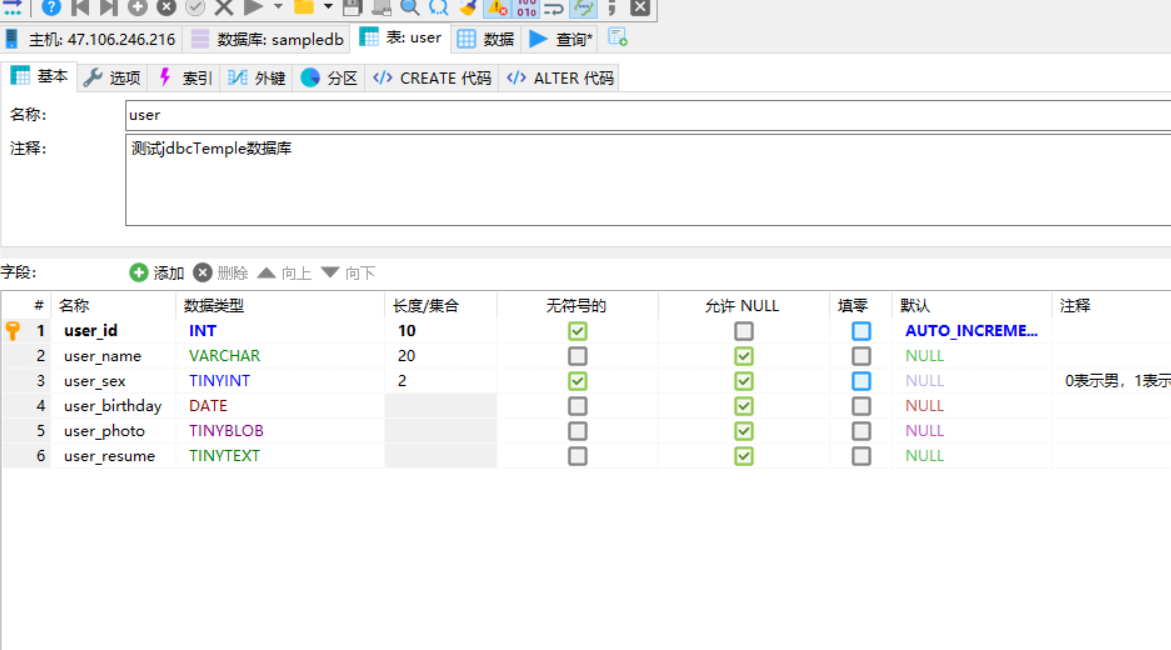 主机: 47.106.246.216 数据库: sampledb 表: user 数据 查询*
基本 选项 索引 外键 分区 CREATE 代码 ALTER 代码
名称: user
注释: 测试jdbcTemple数据库
字段: 添加 删除 向上 向下
# 名称 数据类型 长度/集合 无符号的 允许 NULL 填零 默认 注释
1 user_id INT 10 AUTO_INCREME...
2 user_name VARCHAR 20 NULL
3 user_sex TINYINT 2 NULL 0表示男，1表示
4 user_birthday DATE NULL
5 user_photo TINYBLOB NULL
6 user_resume TINYTEXT NULL